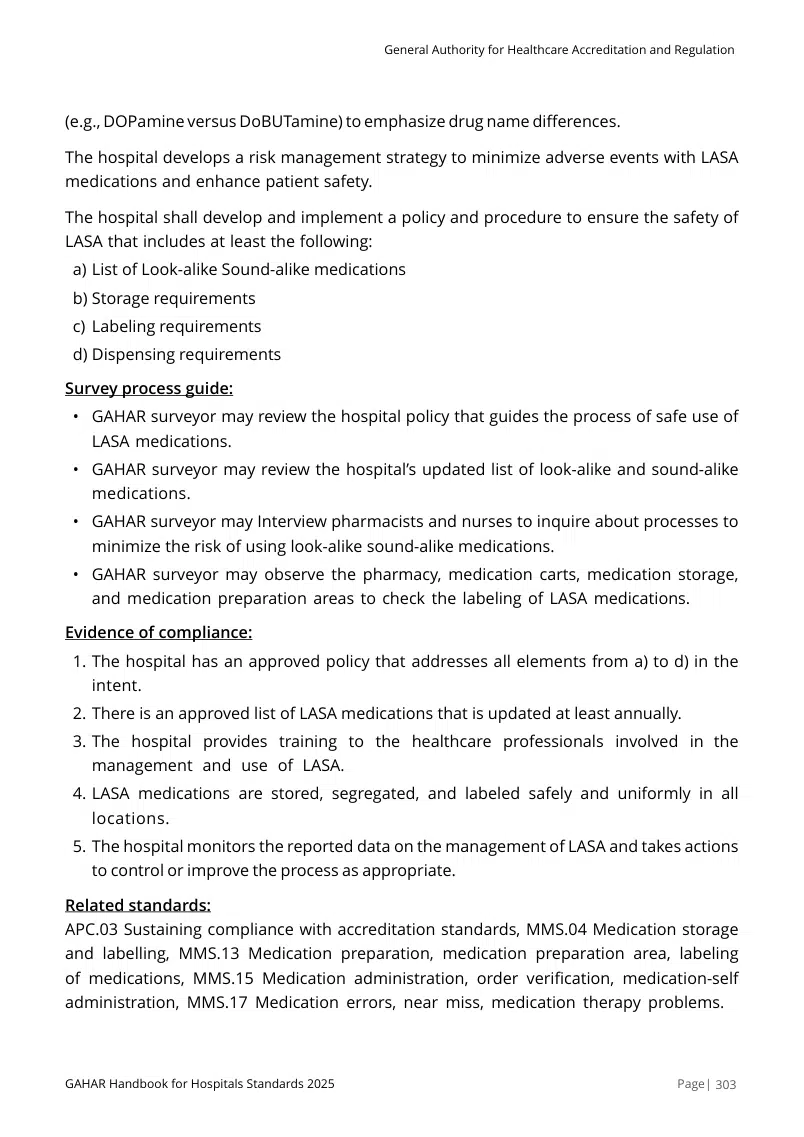 General Authority for Healthcare Accreditation and Regulation
(e.g., DOPamine versus DoBUTamine) to emphasize drug name differences.
The hospital develops a risk management strategy to minimize adverse events with LASA
medications and enhance patient safety.
The hospital shall develop and implement a policy and procedure to ensure the safety of
LASA that includes at least the following:
a) List of Look-alike Sound-alike medications
b) Storage requirements
c) Labeling requirements
d) Dispensing requirements
Survey process guide:
• GAHAR surveyor may review the hospital policy that guides the process of safe use of
LASA medications.
• GAHAR surveyor may review the hospital’s updated list of look-alike and sound-alike
medications.
• GAHAR surveyor may Interview pharmacists and nurses to inquire about processes to
minimize the risk of using look-alike sound-alike medications.
• GAHAR surveyor may observe the pharmacy, medication carts, medication storage,
and medication preparation areas to check the labeling of LASA medications.
Evidence of compliance:
1. The hospital has an approved policy that addresses all elements from a) to d) in the
intent.
2. There is an approved list of LASA medications that is updated at least annually.
3. The hospital provides training to the healthcare professionals involved in the
management and use of LASA.
4. LASA medications are stored, segregated, and labeled safely and uniformly in all
locations.
5. The hospital monitors the reported data on the management of LASA and takes actions
to control or improve the process as appropriate.
Related standards:
APC.03 Sustaining compliance with accreditation standards, MMS.04 Medication storage
and labelling, MMS.13 Medication preparation, medication preparation area, labeling
of medications, MMS.15 Medication administration, order verification, medication-self
administration, MMS.17 Medication errors, near miss, medication therapy problems.
GAHAR Handbook for Hospitals Standards 2025
Page| 303